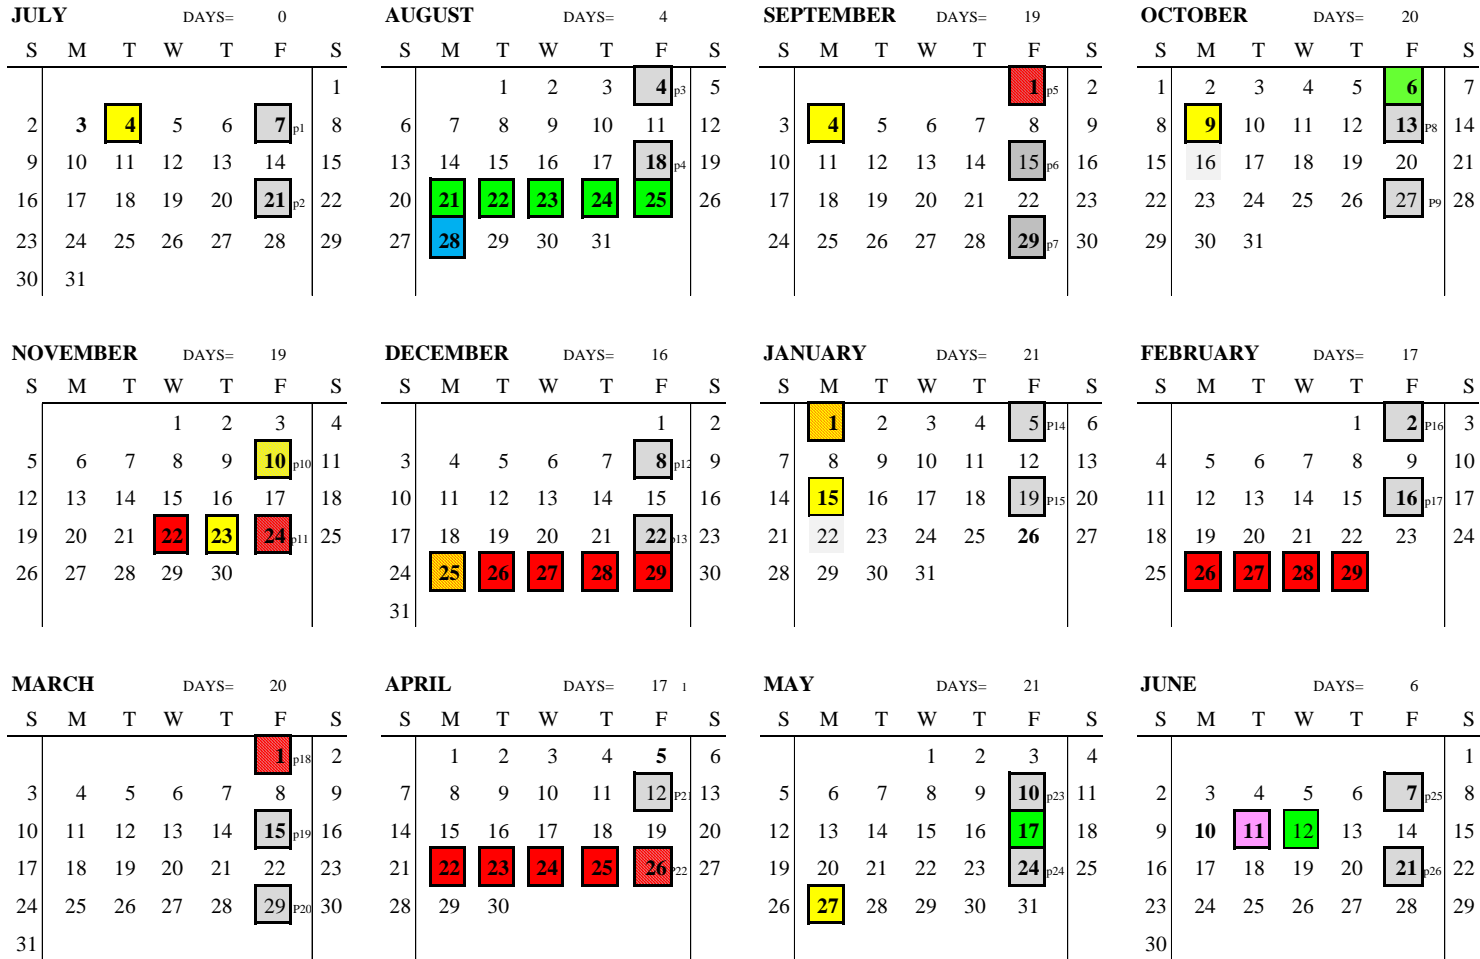 JULY DAYS= 0 AUGUST DAYS= 4 SEPTEMBER DAYS= 19 OCTOBER DAYS= 20
S M T W T F S S M T W T F S S M T W T F S S M T W T F S
1 1 2 3 4 p3 5 1 p5 2 1 2 3 4 5 6 7
2 3 4 5 6 7 p1 8 6 7 8 9 10 11 12 3 4 5 6 7 8 9 8 9 10 11 12 13 P8 14
9 10 11 12 13 14 15 13 14 15 16 17 18 p4 19 10 11 12 13 14 15 p6 16 15 16 17 18 19 20 21
16 17 18 19 20 21 p2 22 20 21 22 23 24 25 26 17 18 19 20 21 22 23 22 23 24 25 26 27 P9 28
23 24 25 26 27 28 29 27 28 29 30 31 24 25 26 27 28 29 p7 30 29 30 31
30 31
NOVEMBER DAYS= 19 DECEMBER DAYS= 16 JANUARY DAYS= 21 FEBRUARY DAYS= 17
S M T W T F S S M T W T F S S M T W T F S S M T W T F S
1 2 3 4 1 2 1 2 3 4 5 P14 6 1 2 P16 3
5 6 7 8 9 10 p10 11 3 4 5 6 7 8 p12 9 7 8 9 10 11 12 13 4 5 6 7 8 9 10
12 13 14 15 16 17 18 10 11 12 13 14 15 16 14 15 16 17 18 19 P15 20 11 12 13 14 15 16 p17 17
19 20 21 22 23 24 p11 25 17 18 19 20 21 22 p13 23 21 22 23 24 25 26 27 18 19 20 21 22 23 24
26 27 28 29 30 24 25 26 27 28 29 30 28 29 30 31 25 26 27 28 29
31
MARCH DAYS= 20 APRIL DAYS= 17 1 MAY DAYS= 21 JUNE DAYS= 6
S M T W T F S S M T W T F S S M T W T F S S M T W T F S
1 p18 2 1 2 3 4 5 6 1 2 3 4 1
3 4 5 6 7 8 9 7 8 9 10 11 12 P21 13 5 6 7 8 9 10 p23 11 2 3 4 5 6 7 p25 8
10 11 12 13 14 15 p19 16 14 15 16 17 18 19 20 12 13 14 15 16 17 18 9 10 11 12 13 14 15
17 18 19 20 21 22 23 21 22 23 24 25 26 P22 27 19 20 21 22 23 24 p24 25 16 17 18 19 20 21 p26 22
24 25 26 27 28 29 P20 30 28 29 30 26 27 28 29 30 31 23 24 25 26 27 28 29
31 30